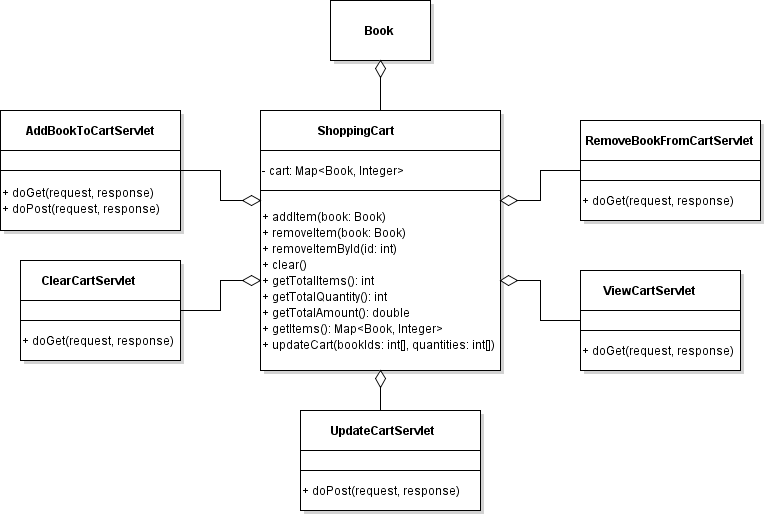 Book
AddBookToCartServlet
+ doGet(request, response)
+ doPost(request, response)
ShoppingCart
- cart: Map<Book, Integer>
+ addItem(book: Book)
+ removeItem(book: Book)
+ removeItemById(id: int)
+ clear()
+ getTotalItems(): int
+ getTotalQuantity(): int
+ getTotalAmount(): double
+ getItems(): Map<Book, Integer>
+ updateCart(bookIds: int[], quantities: int[])
RemoveBookFromCartServlet
+ doGet(request, response)
ClearCartServlet
+ doGet(request, response)
ViewCartServlet
+ doGet(request, response)
UpdateCartServlet
+ doPost(request, response)